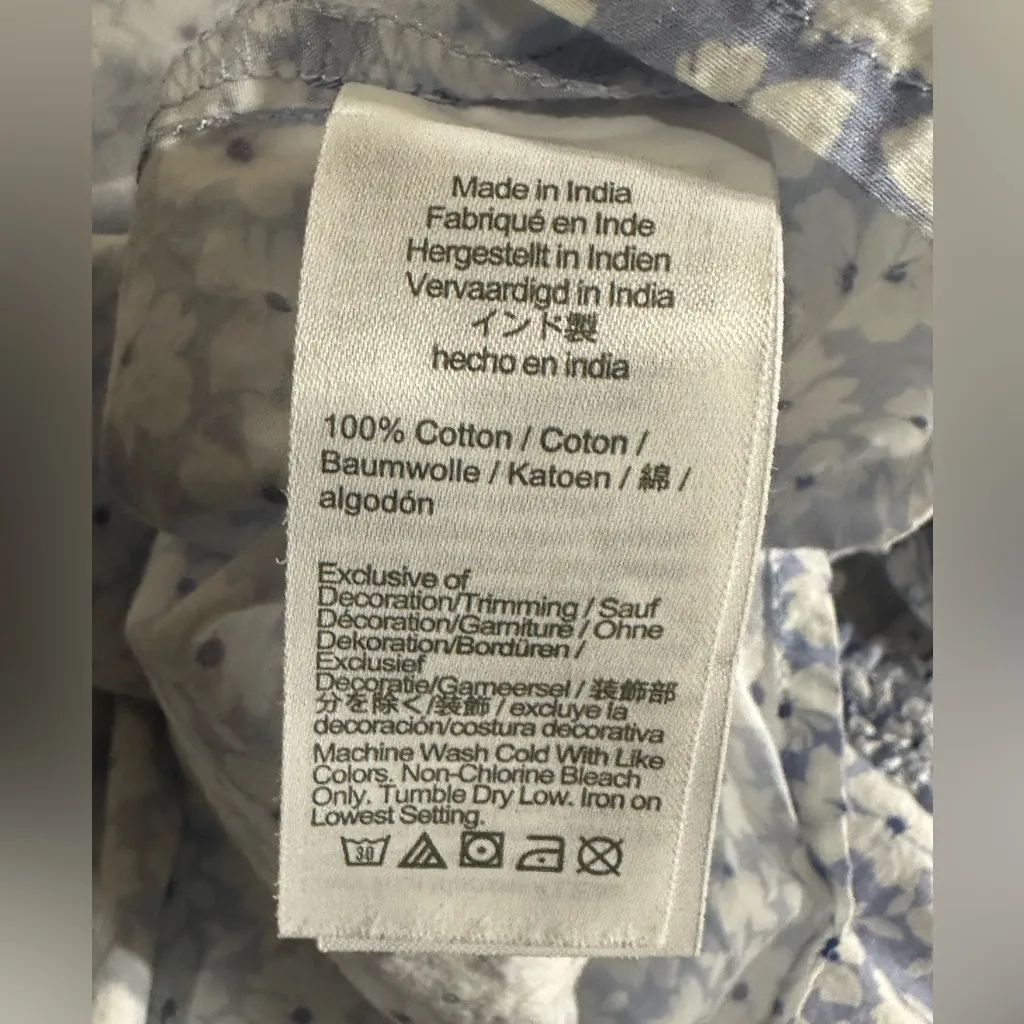 Made in India
Fabriqué en Inde
Hergestellt in Indien
Vervaardigd in India
インド製
hecho en india
100% Cotton / Coton /
Baumwolle / Katoen / 綿 /
algodón
Exclusive of
Decoration/Trimming / Sauf
Décoration/Garniture / Ohne
Dekoration/Bordüren /
Exclusief
Decoratie/Garneersel / 装飾部
分を除く/装飾 / excluye la
decoración/costura decorativa
Machine Wash Cold With Like
Colors. Non-Chlorine Bleach
Only. Tumble Dry Low. Iron on
Lowest Setting.
30